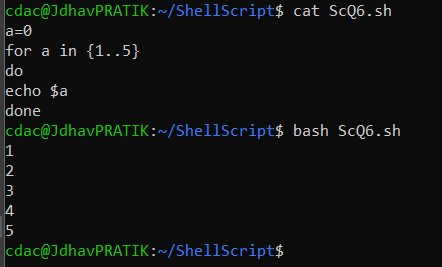 cdac@JdhavPRATIK:~/ShellScript$ cat ScQ6.sh
a=0
for a in {1..5}
do
echo $a
done
cdac@JdhavPRATIK:~/ShellScript$ bash ScQ6.sh
1
2
3
4
5
cdac@JdhavPRATIK:~/ShellScript$